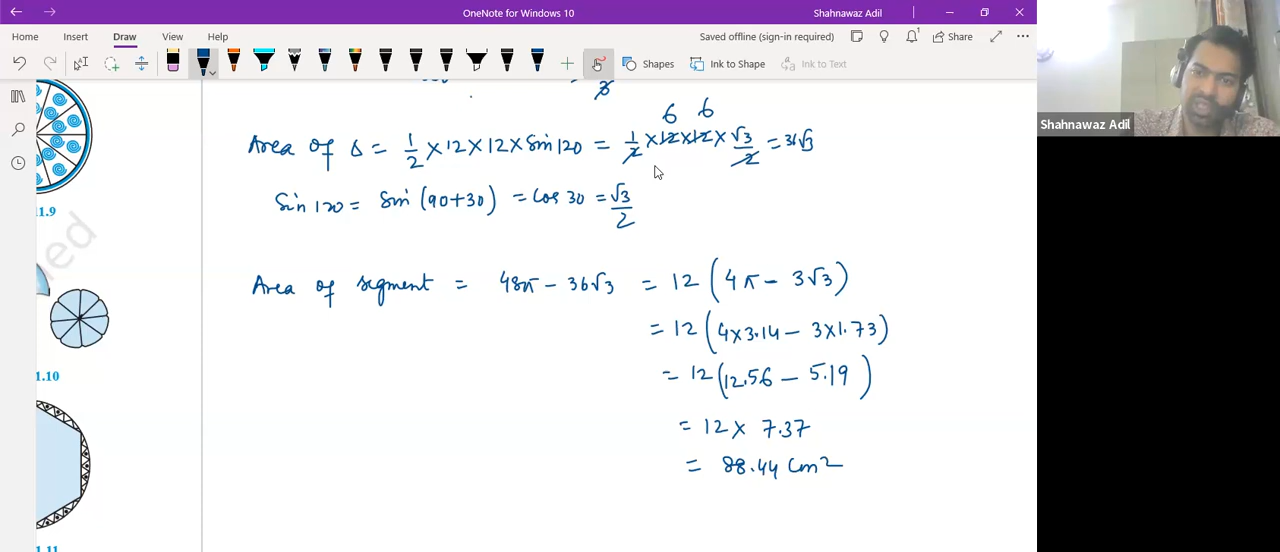 OneNote for Windows 10
Shahnawaz Adil
Home Insert Draw View Help
Saved offline (sign-in required)
Share
Shapes
Ink to Shape
Ink to Text
Shahnawaz Adil
6 6
Area of Δ = 1/2 × 12 × 12 × sin 120 = 1/2 × 12 × 12 × √3/2 = 36√3
Sin 120 = Sin (90+30) = Cos 30 = √3/2
1.9
Area of segment = 48π − 36√3 = 12 (4π − 3√3)
= 12 (4×3.14 − 3×1.73)
= 12 (12.56 − 5.19)
1.10
= 12 × 7.37
= 88.44 cm²
1.11